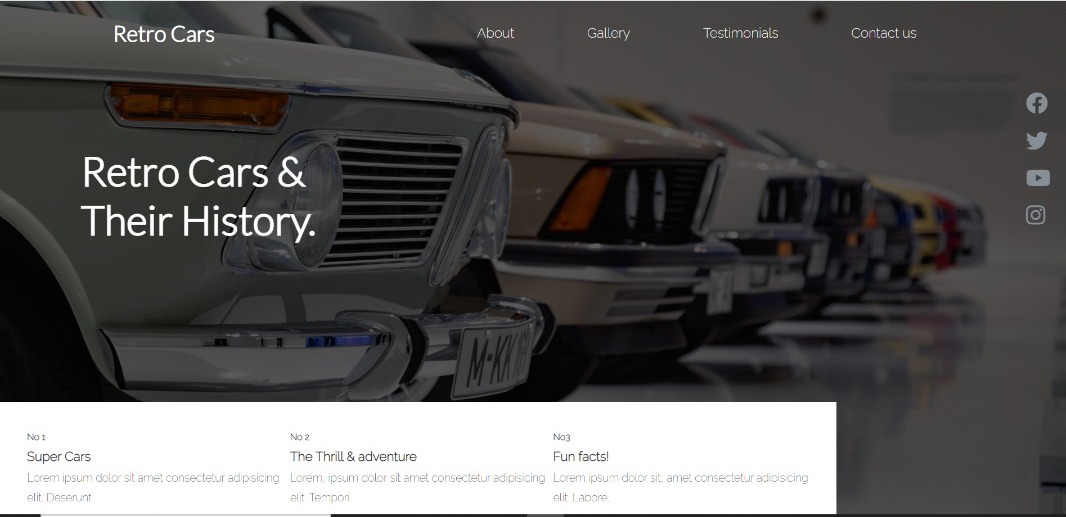 Retro Cars
About
Gallery
Testimonials
Contact us
Retro Cars &
Their History.
No 1
Super Cars
Lorem ipsum dolor sit amet consectetur adipisicing
elit. Deserunt
No 2
The Thrill & adventure
Lorem, ipsum dolor sit amet consectetur adipisicing
elit. Tempori
No3
Fun facts!
Lorem ipsum dolor sit, amet consectetur adipisicing
elit. Labore,